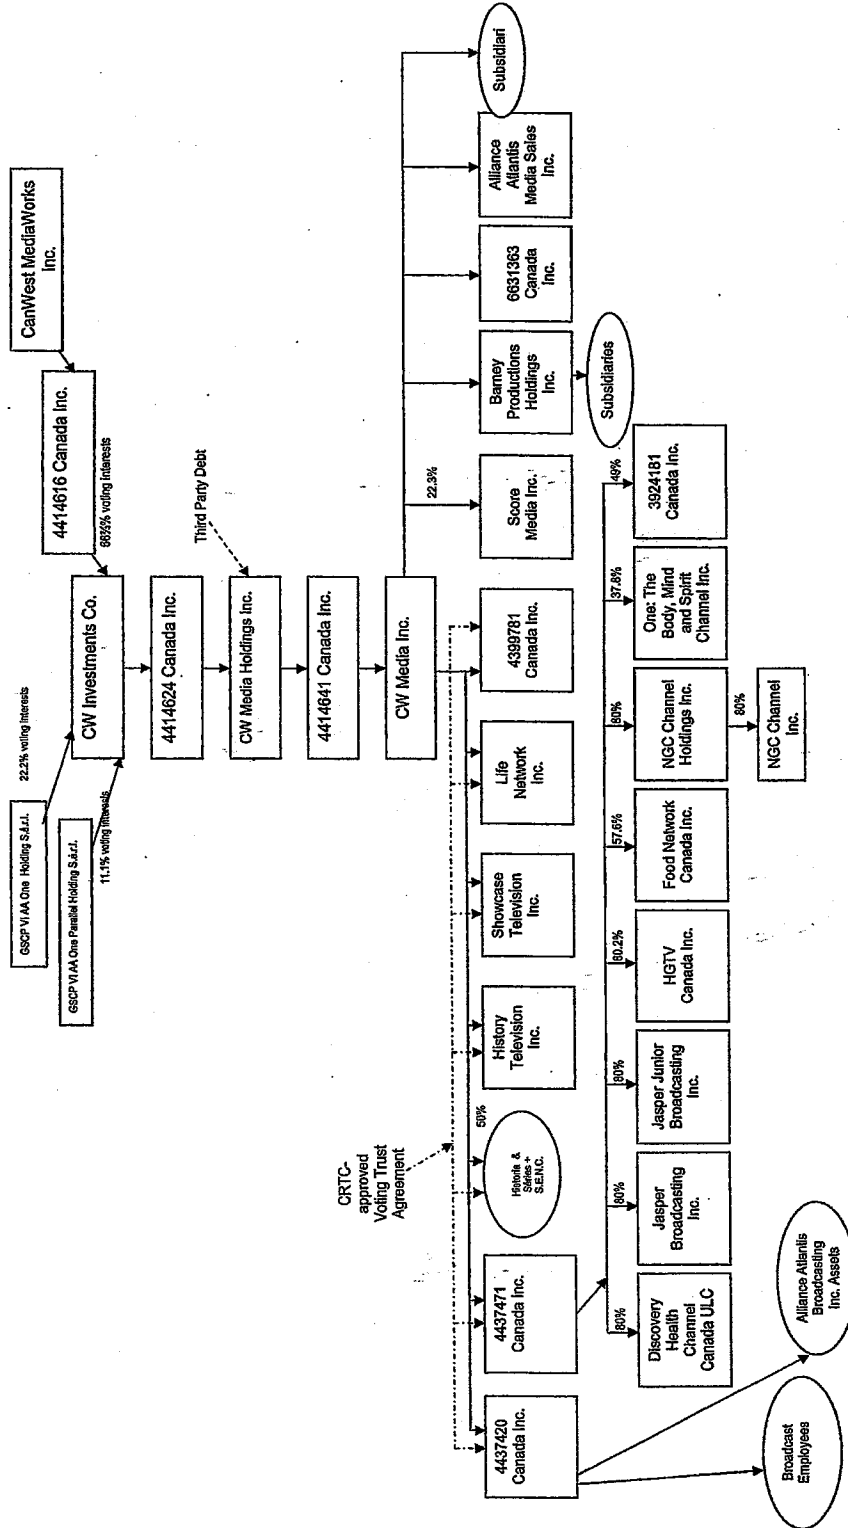 CanWest MediaWorks
Inc.
4414616 Canada Inc.
66⅔% voting interests
GSCP VI AA One Holding S.à.r.l.
22.2% voting interests
GSCP VI AA One Parallel Holding S.à.r.l.
11.1% voting interests
CW Investments Co.
4414624 Canada Inc.
Third Party Debt
CW Media Holdings Inc.
4414641 Canada Inc.
CW Media Inc.
CRTC-
approved
Voting Trust
Agreement
50%
22.3%
4437420
Canada Inc.
4437471
Canada Inc.
Historia &
Séries +
S.E.N.C.
History
Television
Inc.
Showcase
Television
Inc.
Life
Network
Inc.
4399781
Canada Inc.
Score
Media Inc.
Barney
Productions
Holdings
Inc.
6631363
Canada
Inc.
Alliance
Atlantis
Media Sales
Inc.
Subsidiari
Subsidiaries
80%
Discovery
Health
Channel
Canada ULC
80%
Jasper
Broadcasting
Inc.
80%
Jasper Junior
Broadcasting
Inc.
80.2%
HGTV
Canada Inc.
57.6%
Food Network
Canada Inc.
80%
NGC Channel
Holdings Inc.
37.8%
One: The
Body, Mind
and Spirit
Channel Inc.
49%
3924181
Canada Inc.
80%
NGC Channel
Inc.
Broadcast
Employees
Alliance Atlantis
Broadcasting
Inc. Assets